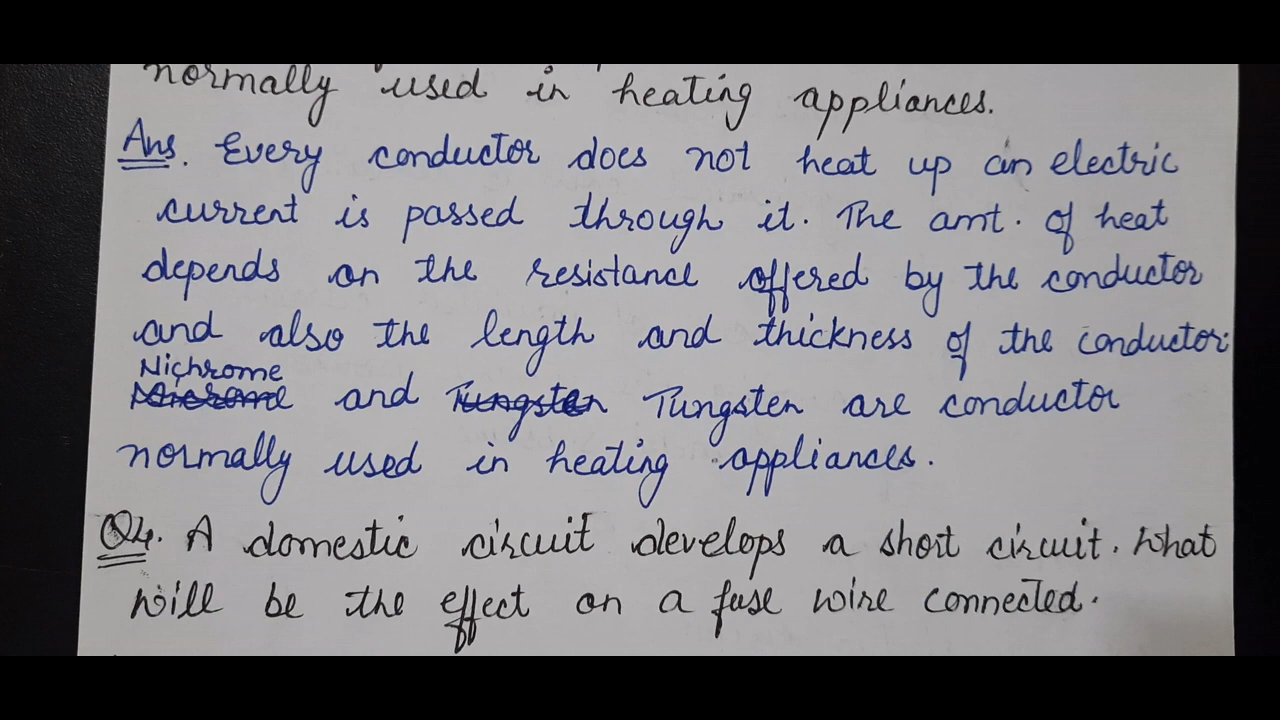 normally used in heating appliances.
Ans. Every conductor does not heat up an electric
current is passed through it. The amt. of heat
depends on the resistance offered by the conductor
and also the length and thickness of the conductor.
Nichrome
and Tungsten Tungsten are conductor
normally used in heating appliances.
Q4. A domestic circuit develops a short circuit. What
will be the effect on a fuse wire connected.